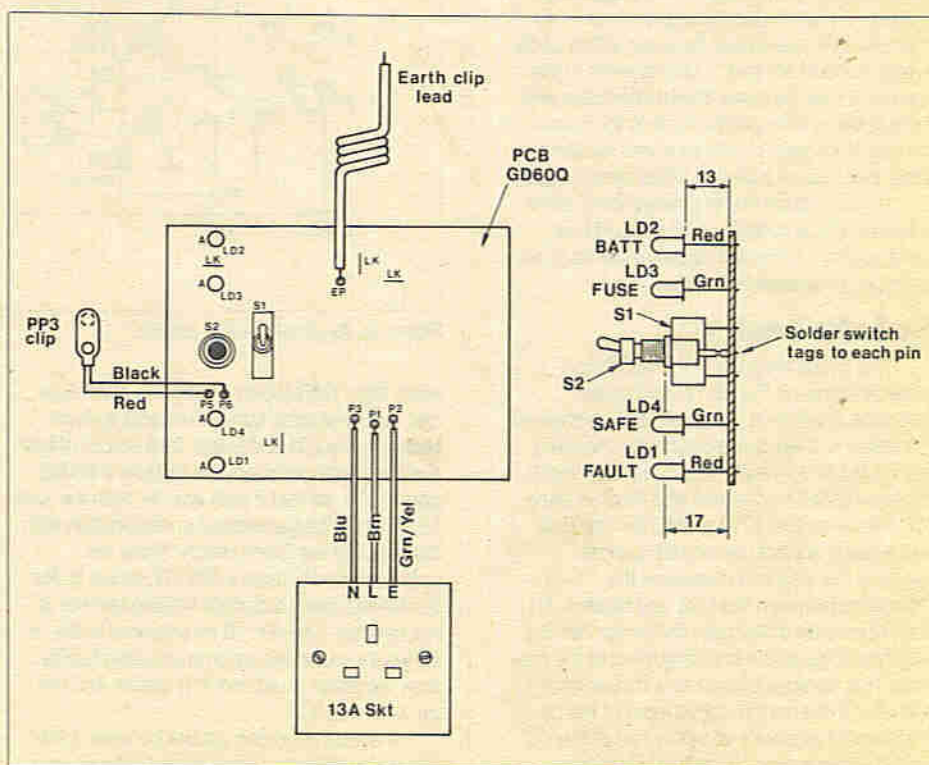 Earth clip
lead
PCB
GD60Q
A
LD2
LK
A
LD3
S1
S2
LK
LK
EP
PP3
clip
Black
Red
P5
P6
A
LD4
LK
A
LD1
P3
P1
P2
Blu
Brn
Grn/Yel
N
L
E
13A Skt
13
LD2
BATT
Red
LD3
FUSE
Grn
S1
S2
Solder switch
tags to each pin
LD4
SAFE
Grn
LD1
FAULT
Red
17